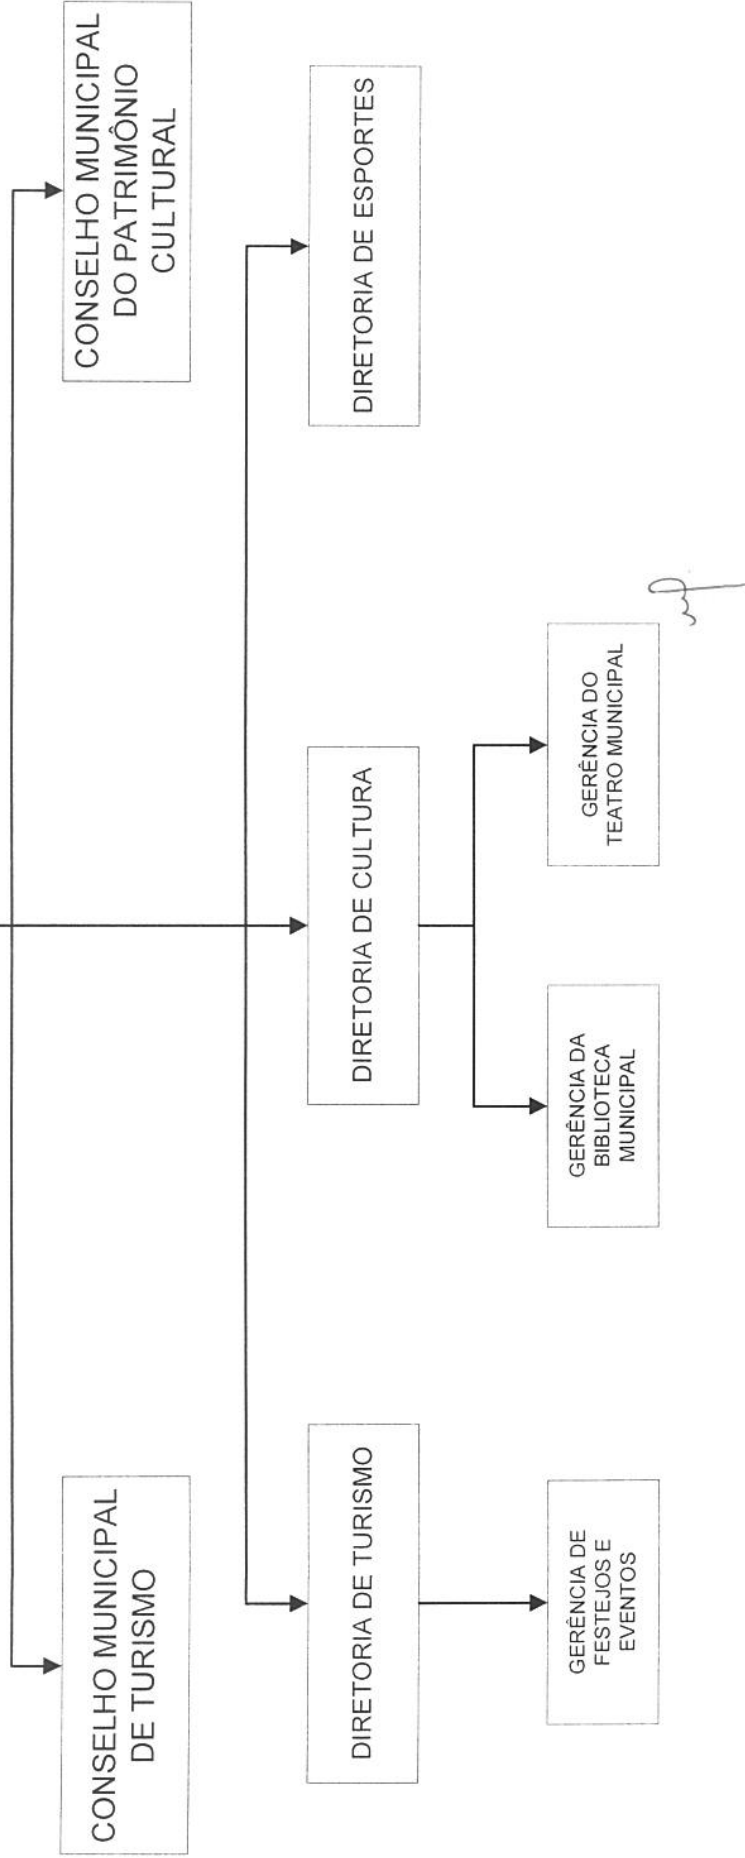 CONSELHO MUNICIPAL
DE TURISMO
CONSELHO MUNICIPAL
DO PATRIMÔNIO
CULTURAL
DIRETORIA DE TURISMO
DIRETORIA DE CULTURA
DIRETORIA DE ESPORTES
GERÊNCIA DE
FESTEJOS E
EVENTOS
GERÊNCIA DA
BIBLIOTECA
MUNICIPAL
GERÊNCIA DO
TEATRO MUNICIPAL